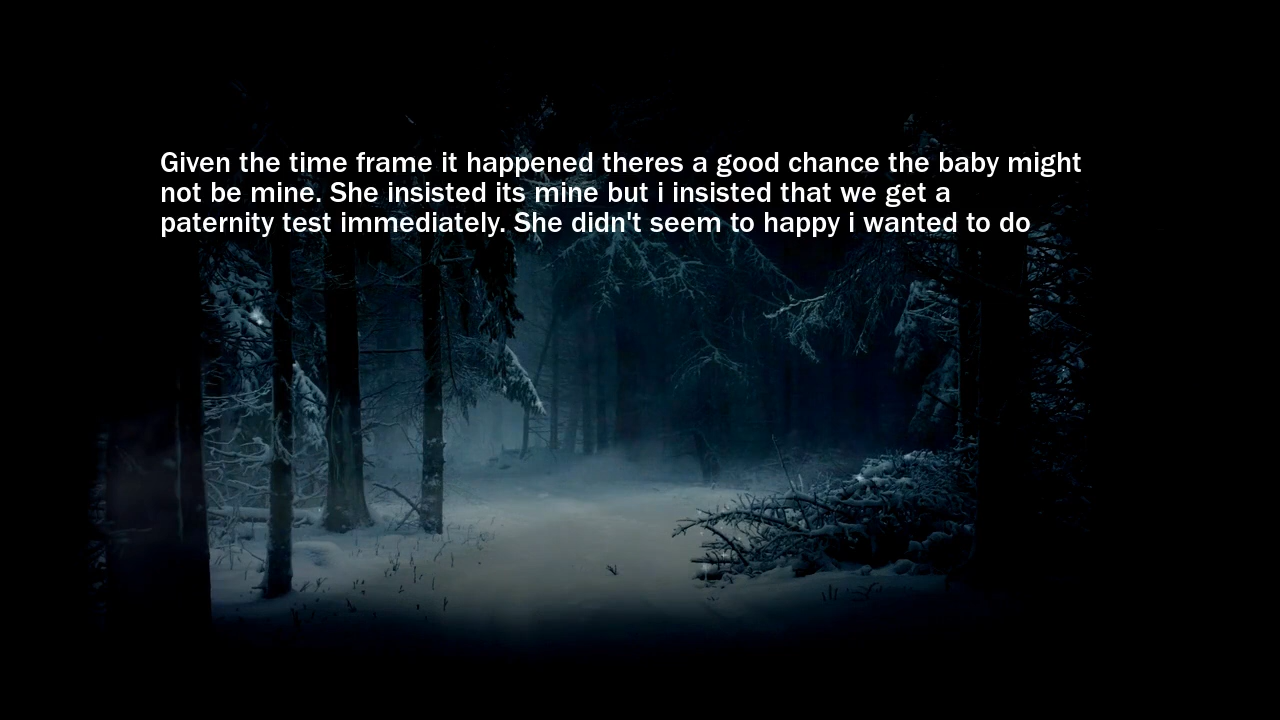 Given the time frame it happened theres a good chance the baby might
not be mine. She insisted its mine but i insisted that we get a
paternity test immediately. She didn't seem to happy i wanted to do